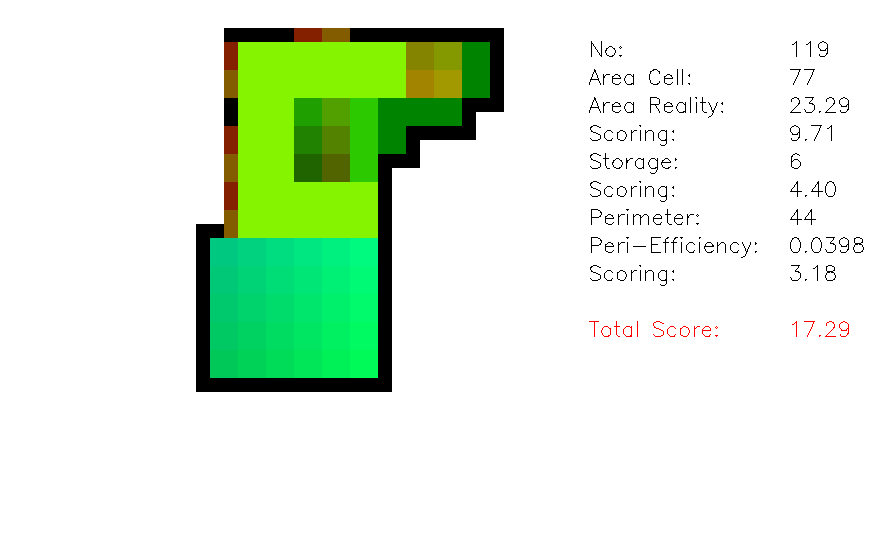 No: 119
Area Cell: 77
Area Reality: 23.29
Scoring: 9.71
Storage: 6
Scoring: 4.40
Perimeter: 44
Peri-Efficiency: 0.0398
Scoring: 3.18
Total Score: 17.29